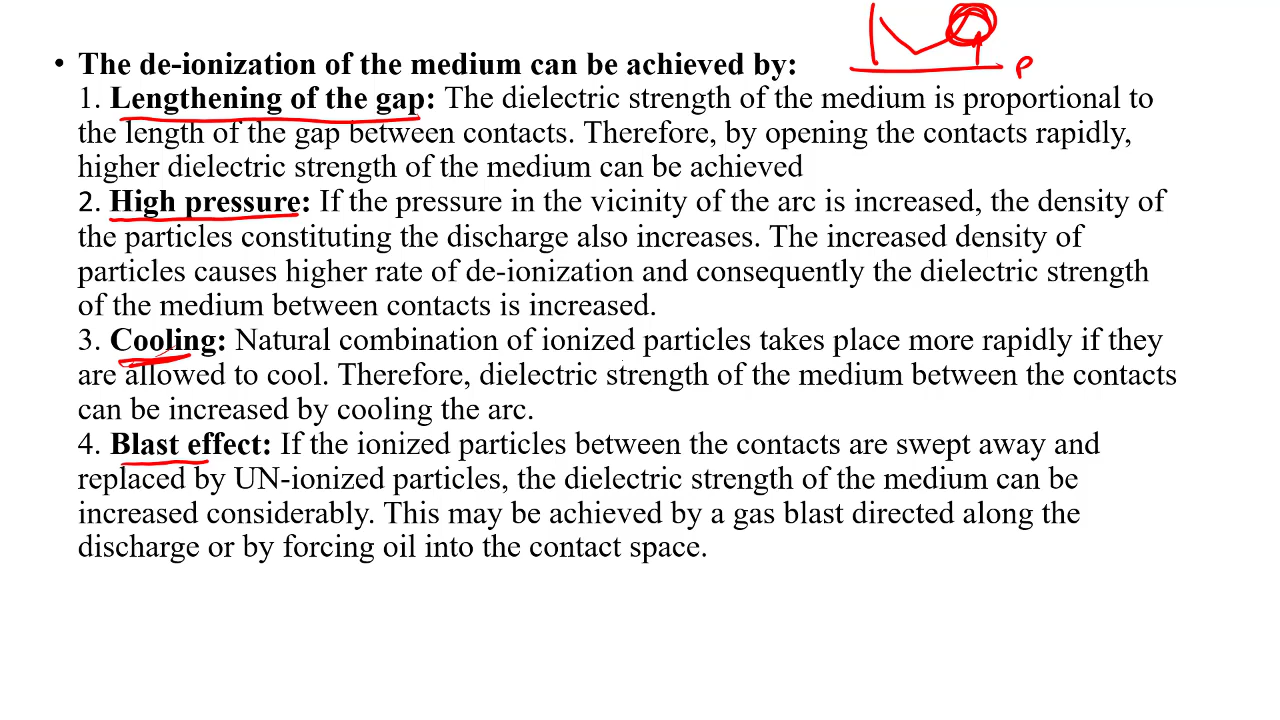 P
• The de-ionization of the medium can be achieved by:
1. Lengthening of the gap: The dielectric strength of the medium is proportional to
the length of the gap between contacts. Therefore, by opening the contacts rapidly,
higher dielectric strength of the medium can be achieved
2. High pressure: If the pressure in the vicinity of the arc is increased, the density of
the particles constituting the discharge also increases. The increased density of
particles causes higher rate of de-ionization and consequently the dielectric strength
of the medium between contacts is increased.
3. Cooling: Natural combination of ionized particles takes place more rapidly if they
are allowed to cool. Therefore, dielectric strength of the medium between the contacts
can be increased by cooling the arc.
4. Blast effect: If the ionized particles between the contacts are swept away and
replaced by UN-ionized particles, the dielectric strength of the medium can be
increased considerably. This may be achieved by a gas blast directed along the
discharge or by forcing oil into the contact space.